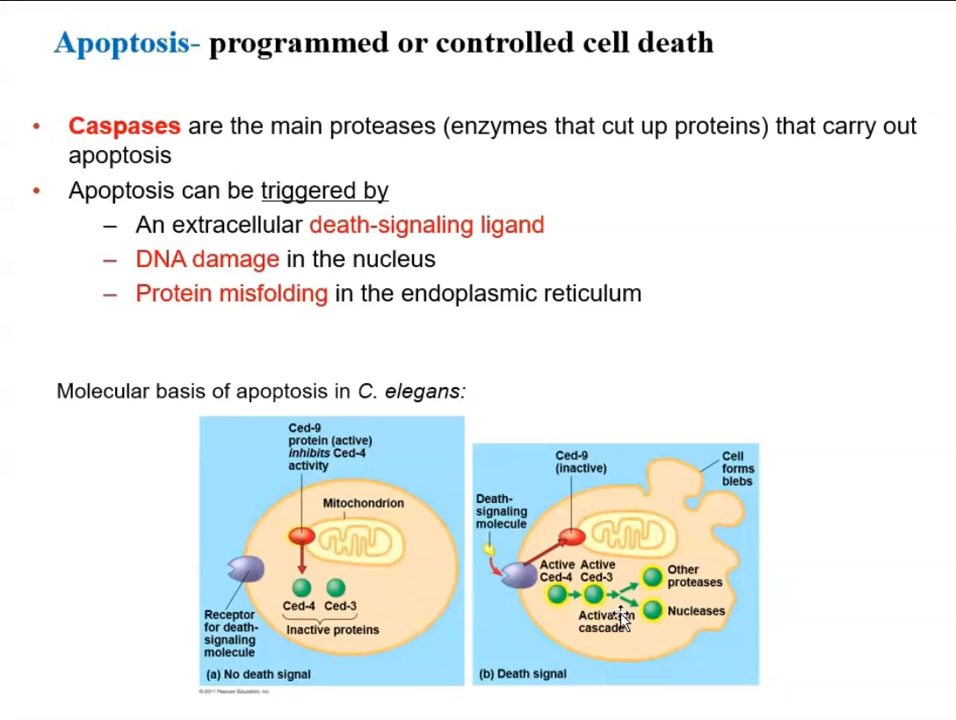 Apoptosis- programmed or controlled cell death
• Caspases are the main proteases (enzymes that cut up proteins) that carry out
apoptosis
• Apoptosis can be triggered by
– An extracellular death-signaling ligand
– DNA damage in the nucleus
– Protein misfolding in the endoplasmic reticulum
Molecular basis of apoptosis in C. elegans:
Ced-9
protein (active)
inhibits Ced-4
activity
Mitochondrion
Ced-4 Ced-3
Receptor
for death-
signaling
molecule
Inactive proteins
(a) No death signal
© 2011 Pearson Education, Inc.
Ced-9
(inactive)
Cell
forms
blebs
Death-
signaling
molecule
Active Active
Ced-4 Ced-3
Other
proteases
Nucleases
Activation
cascade
(b) Death signal